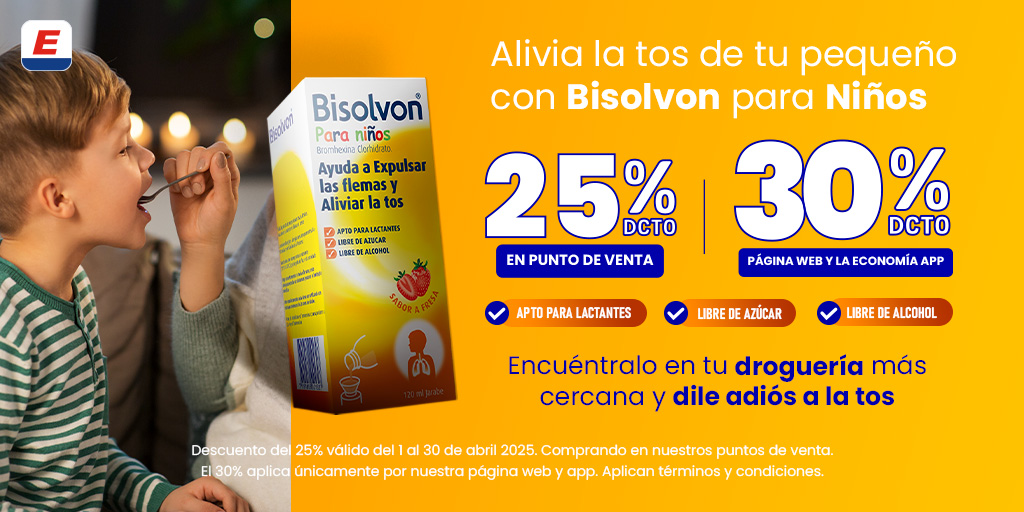 E
Alivia la tos de tu pequeño
con Bisolvon para Niños
Bisolvon®
Para niños
Bromhexina Clorhidrato
Ayuda a Expulsar
las flemas y
Aliviar la tos
APTO PARA LACTANTES
LIBRE DE AZUCAR
LIBRE DE ALCOHOL
SABOR A FRESA
120 ml Jarabe
Bisolvon
25% DCTO
EN PUNTO DE VENTA
30% DCTO
PÁGINA WEB Y LA ECONOMÍA APP
APTO PARA LACTANTES
LIBRE DE AZÚCAR
LIBRE DE ALCOHOL
Encuéntralo en tu droguería más
cercana y dile adiós a la tos
Descuento del 25% válido del 1 al 30 de abril 2025. Comprando en nuestros puntos de venta.
El 30% aplica únicamente por nuestra página web y app. Aplican términos y condiciones.